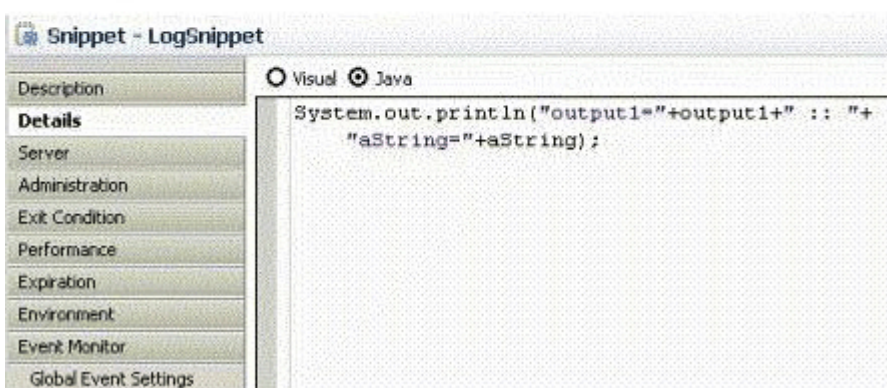 Snippet - LogSnippet
Description
Details
Server
Administration
Exit Condition
Performance
Expiration
Environment
Event Monitor
Global Event Settings
Visual Java
System.out.println("output1="+output1+" :: "+
"aString="+aString);